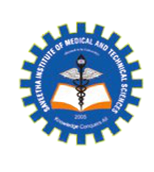 SAVEETHA INSTITUTE OF MEDICAL AND TECHNICAL SCIENCES
2005
Knowledge Conquers All